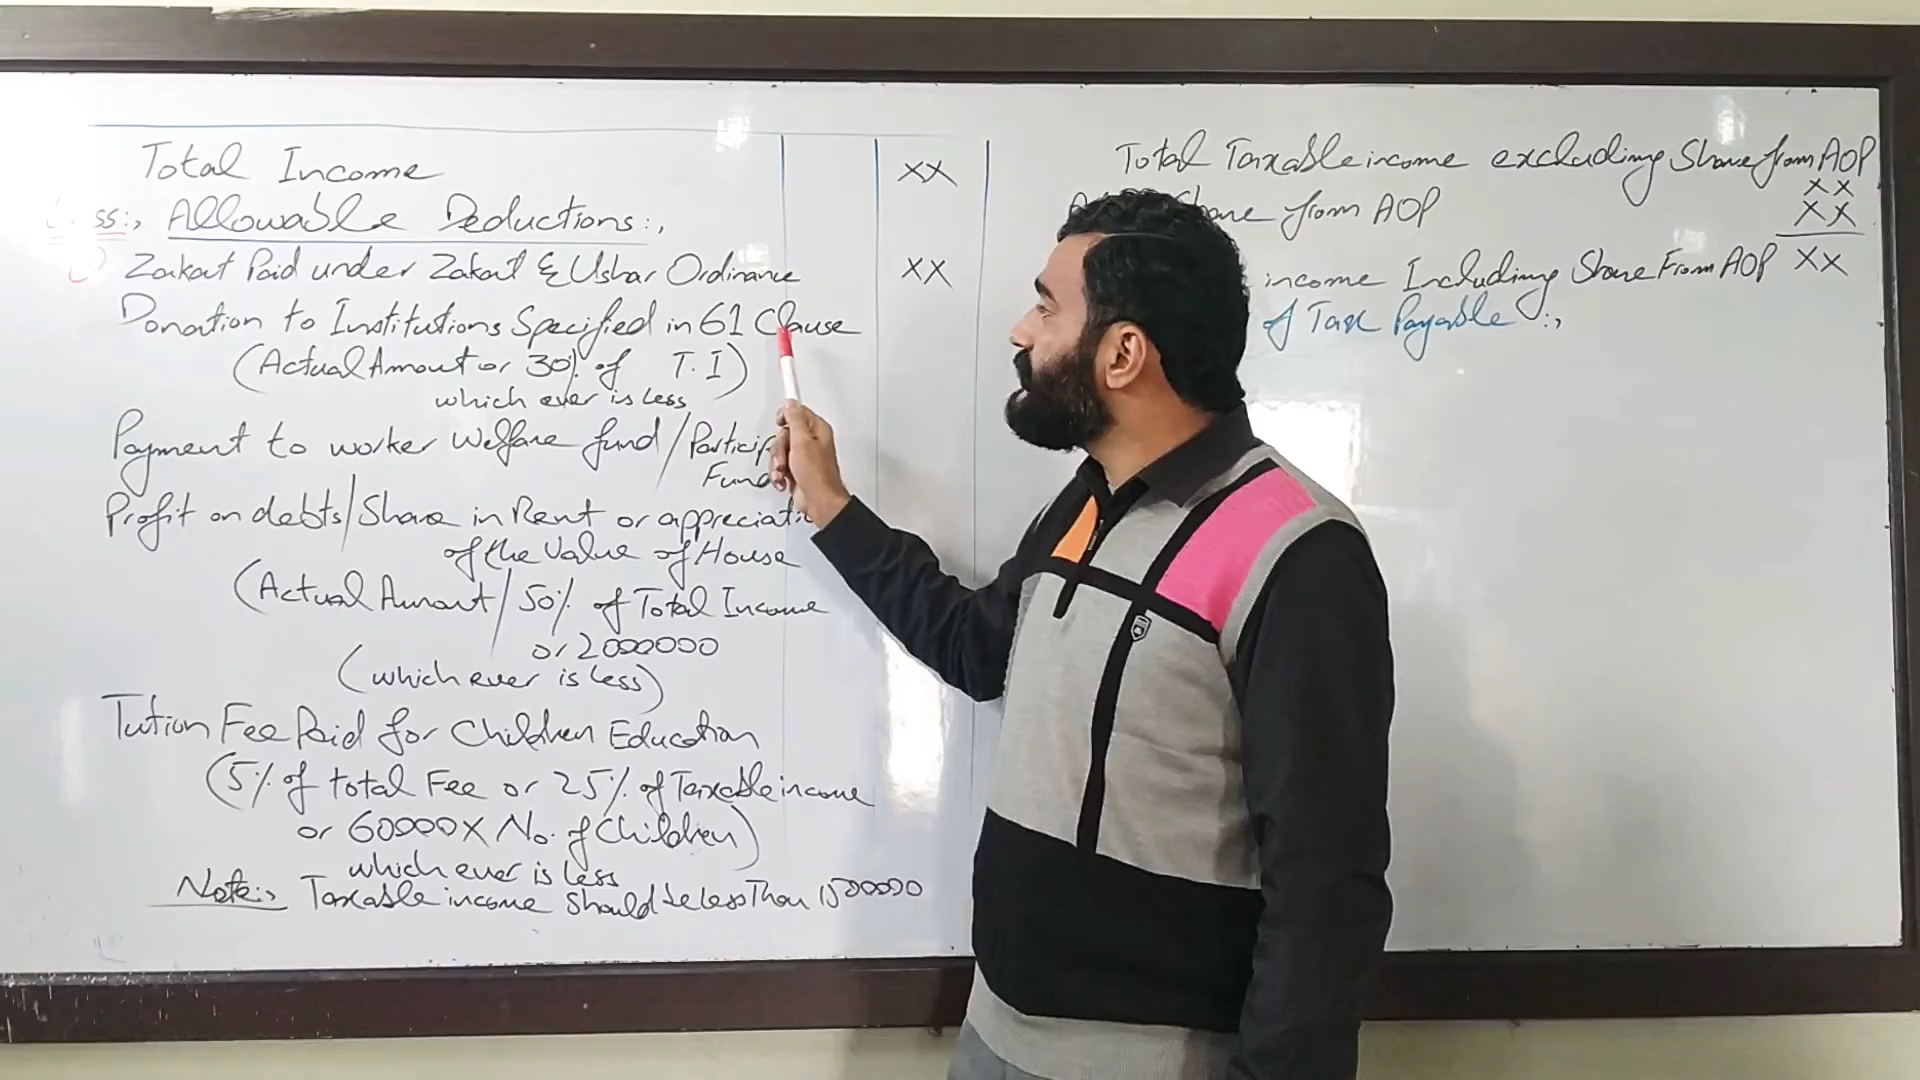 Total Income XX
Less:, Allowable Deductions:,
Zakat Paid under Zakat & Ushar Ordinance XX
Donation to Institutions Specified in 61 Clause
(Actual Amount or 30% of T.I)
which ever is less
Payment to worker welfare fund/
Fund
Profit on debts/Share in Rent or
of the Value of House
(Actual Amount/50% of Total Income
or 2000000
(which ever is less)
Tution Fee Paid for Children Education
(5% of total Fee or 25% of Taxable income
or 60000X No. of Children)
which ever is less
Note:, Taxable income Should be less Than 1500000
Total Taxable income excluding Share from AOP
XX
Share from AOP XX
income Including Share From AOP XX
of Tax Payable :,